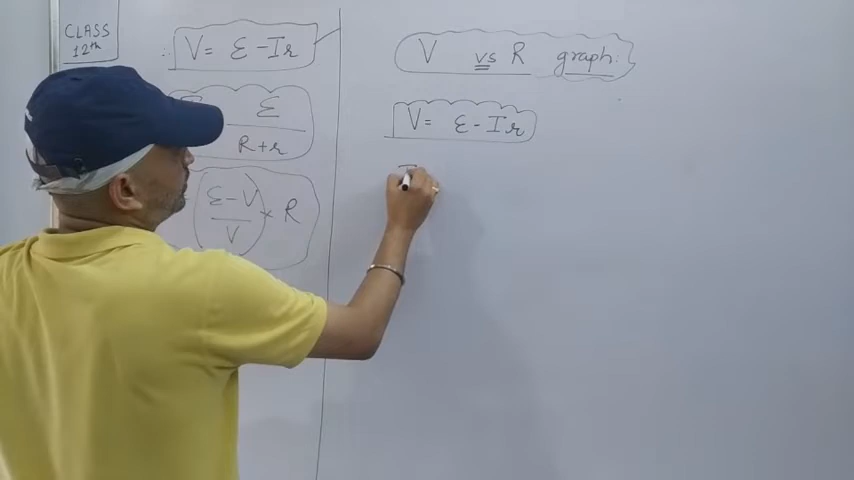 CLASS
12th
V = ε - Ir
ε
R + r
ε - V
V
× R
V vs R graph
V = ε - Ir